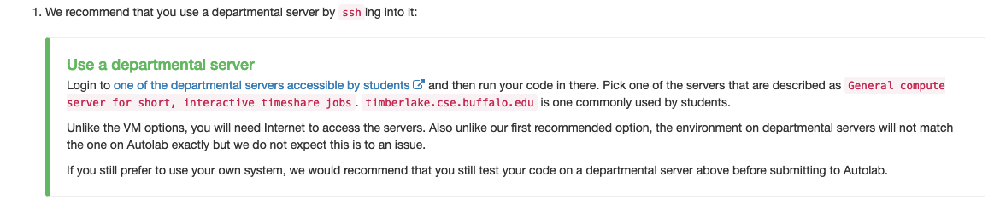 1. We recommend that you use a departmental server by ssh ing into it:
Use a departmental server
Login to one of the departmental servers accessible by students and then run your code in there. Pick one of the servers that are described as General compute
server for short, interactive timeshare jobs . timberlake.cse.buffalo.edu is one commonly used by students.
Unlike the VM options, you will need Internet to access the servers. Also unlike our first recommended option, the environment on departmental servers will not match
the one on Autolab exactly but we do not expect this is to an issue.
If you still prefer to use your own system, we would recommend that you still test your code on a departmental server above before submitting to Autolab.